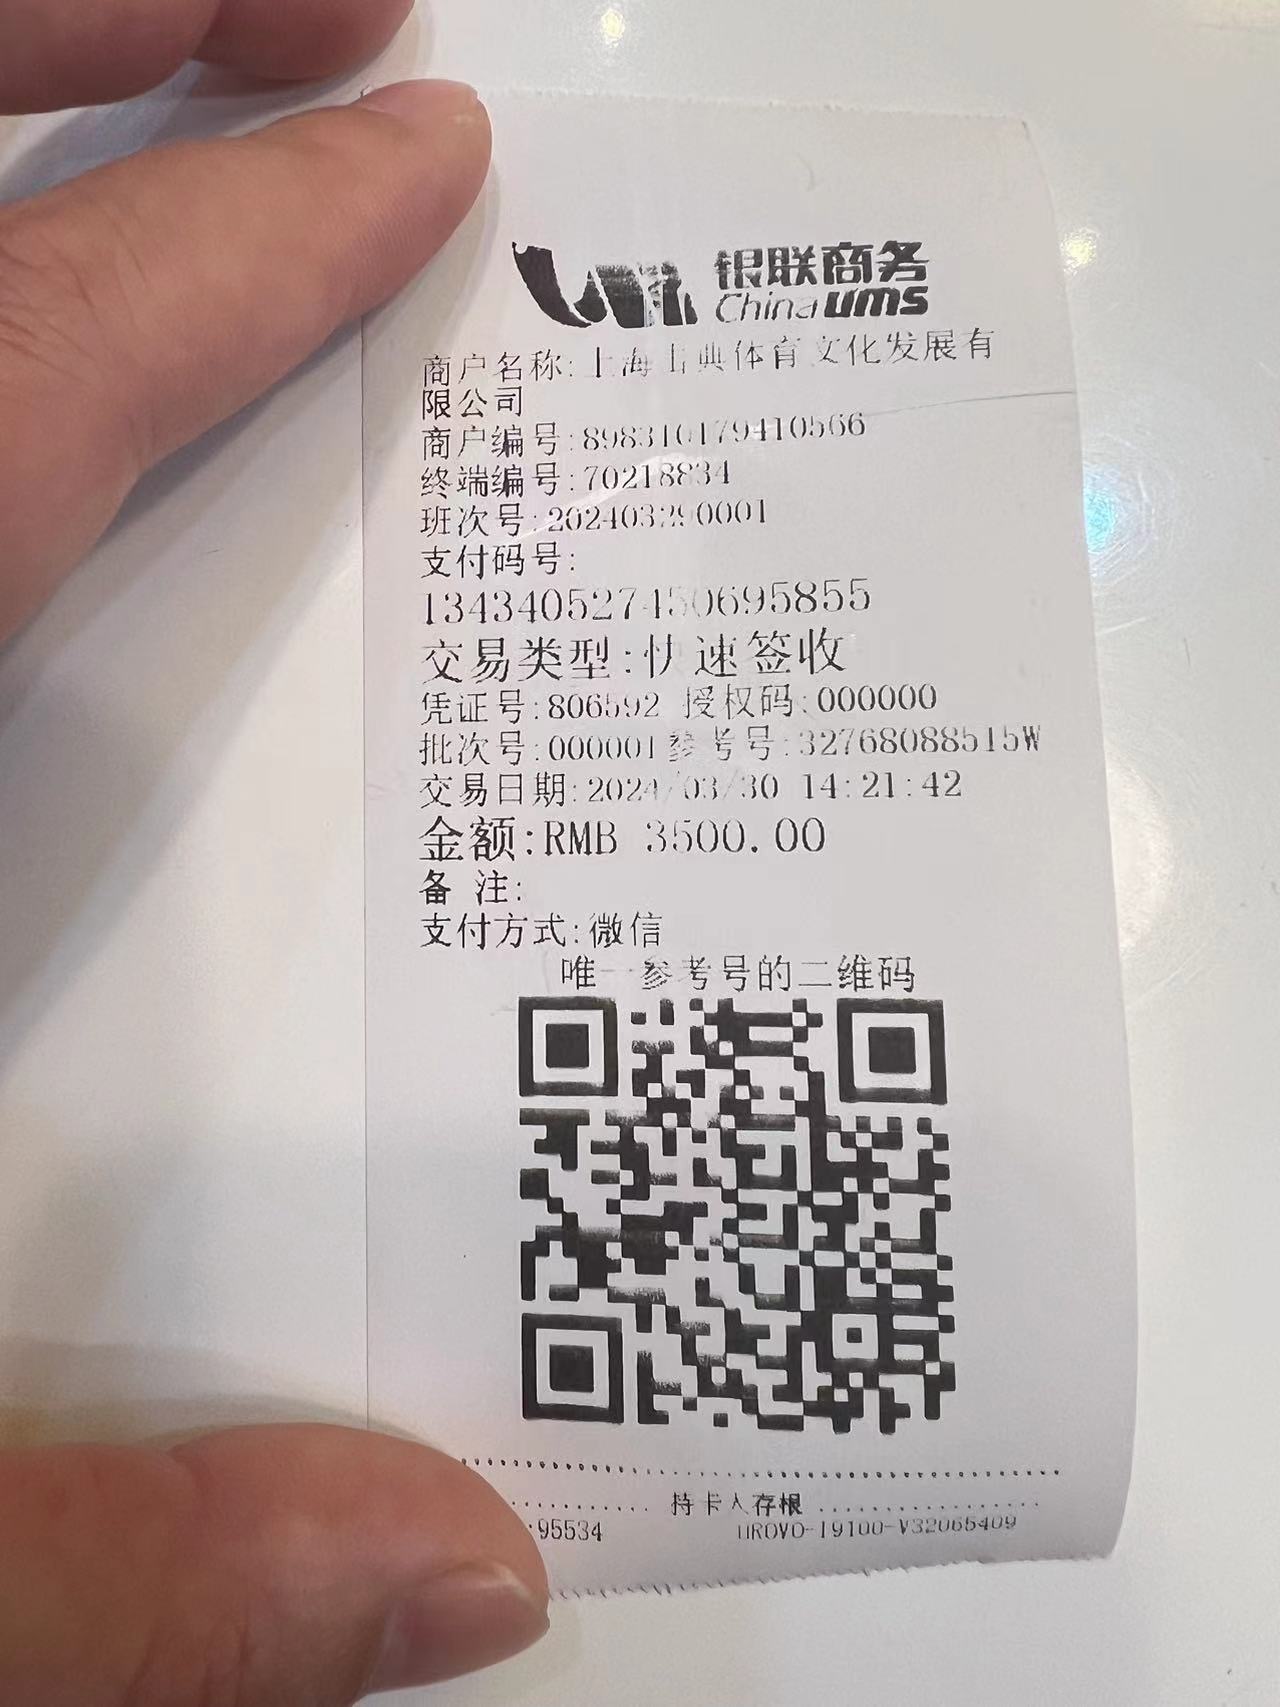 银联商务
China ums
商户名称:上海古典体育文化发展有
限公司
商户编号:898310179410566
终端编号:70218834
班次号:202403290001
支付码号:
134340527450695855
交易类型:快速签收
凭证号:806592 授权码:000000
批次号:000001 参考号:32768088515W
交易日期:2024/03/30 14:21:42
金额:RMB 3500.00
备 注:
支付方式:微信
唯一参考号的二维码
持卡人存根
:95534 UROVO-I9100-V32065409